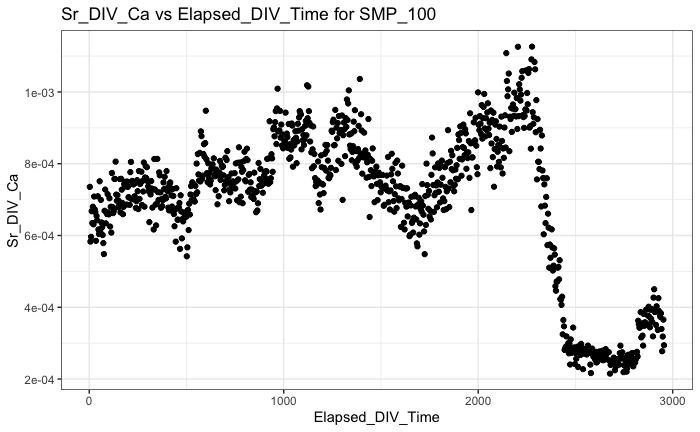 Sr_DIV_Ca vs Elapsed_DIV_Time for SMP_100
1e-03
8e-04
6e-04
4e-04
2e-04
Sr_DIV_Ca
0
1000
2000
3000
Elapsed_DIV_Time